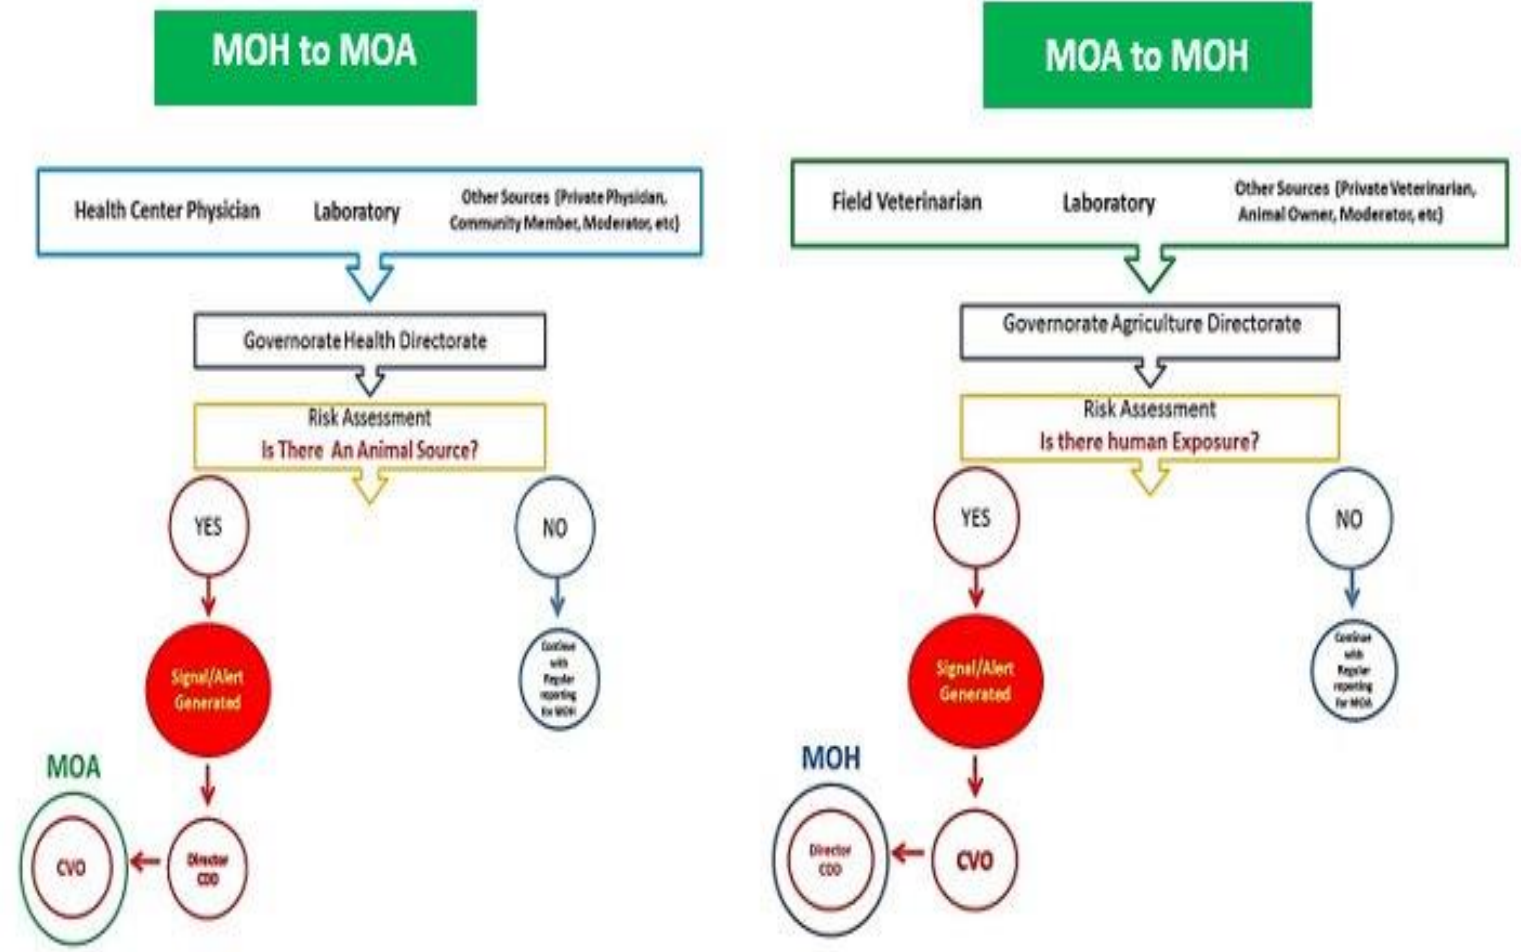 MOH to MOA
Health Center Physician
Laboratory
Other Sources (Private Physician,
Community Member, Moderator, etc)
Governorate Health Directorate
Risk Assessment
Is There An Animal Source?
YES
NO
Signal/Alert
Generated
Continue
with
Regular
reporting
for MOH
MOA
CVO
Director
CDD
MOA to MOH
Field Veterinarian
Laboratory
Other Sources (Private Veterinarian,
Animal Owner, Moderator, etc)
Governorate Agriculture Directorate
Risk Assessment
Is there human Exposure?
YES
NO
Signal/Alert
Generated
Continue
with
Regular
reporting
for MOA
MOH
Director
CDD
CVO